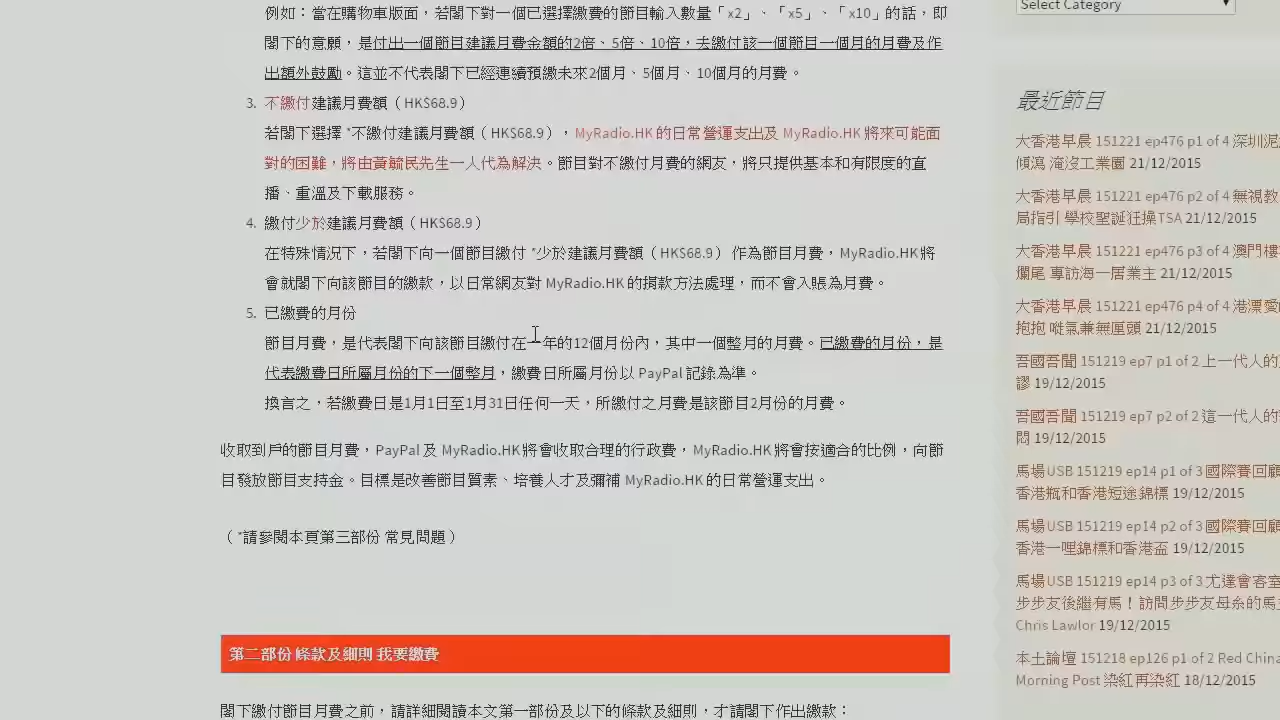 例如：當在購物車版面，若閣下對一個已選擇繳費的節目輸入數量「x2」、「x5」、「x10」的話，即
閣下的意願，是付出一個節目建議月費金額的2倍、5倍、10倍，去繳付該一個節目一個月的月費及作
出額外鼓勵。這並不代表閣下已經連續預繳未來2個月、5個月、10個月的月費。
3. 不繳付建議月費額（HK$68.9）
若閣下選擇 *不繳付建議月費額（HK$68.9），MyRadio.HK 的日常營運支出及 MyRadio.HK 將來可能面
對的困難，將由黃毓民先生一人代為解決。節目對不繳付月費的網友，將只提供基本和有限度的直
播、重溫及下載服務。
4. 繳付少於建議月費額（HK$68.9）
在特殊情況下，若閣下向一個節目繳付 *少於建議月費額（HK$68.9） 作為節目月費，MyRadio.HK將
會就閣下向該節目的繳款，以日常網友對 MyRadio.HK 的捐款方法處理，而不會入賬為月費。
5. 已繳費的月份
節目月費，是代表閣下向該節目繳付在一年的12個月份內，其中一個整月的月費。已繳費的月份，是
代表繳費日所屬月份的下一個整月，繳費日所屬月份以 PayPal 記錄為準。
換言之，若繳費日是1月1日至1月31日任何一天，所繳付之月費是該節目2月份的月費。
收取到戶的節目月費，PayPal 及 MyRadio.HK將會收取合理的行政費，MyRadio.HK 將會按適合的比例，向節
目發放節目支持金。目標是改善節目質素、培養人才及彌補 MyRadio.HK 的日常營運支出。
（ *請參閱本頁第三部份 常見問題）
第二部份 條款及細則 我要繳費
閣下繳付節目月費之前，請詳細閱讀本文第一部份及以下的條款及細則，才請閣下作出繳款：
Select Category
最近節目
大香港早晨 151221 ep476 p1 of 4 深圳泥
傾瀉 淹沒工業園 21/12/2015
大香港早晨 151221 ep476 p2 of 4 無視教
局指引 學校聖誕狂操TSA 21/12/2015
大香港早晨 151221 ep476 p3 of 4 澳門樓
爛尾 專訪海一居業主 21/12/2015
大香港早晨 151221 ep476 p4 of 4 港漂愛
抱抱 嘥氣兼無厘頭 21/12/2015
吾國吾聞 151219 ep7 p1 of 2 上一代人的
謬 19/12/2015
吾國吾聞 151219 ep7 p2 of 2 這一代人的
悶 19/12/2015
馬場USB 151219 ep14 p1 of 3 國際賽回顧
香港瓶和香港短途錦標 19/12/2015
馬場USB 151219 ep14 p2 of 3 國際賽回顧
香港一哩錦標和香港盃 19/12/2015
馬場USB 151219 ep14 p3 of 3 尤達會客室
步步友後繼有馬！訪問步步友母系的馬
Chris Lawlor 19/12/2015
本土論壇 151218 ep126 p1 of 2 Red China
Morning Post 染紅再染紅 18/12/2015